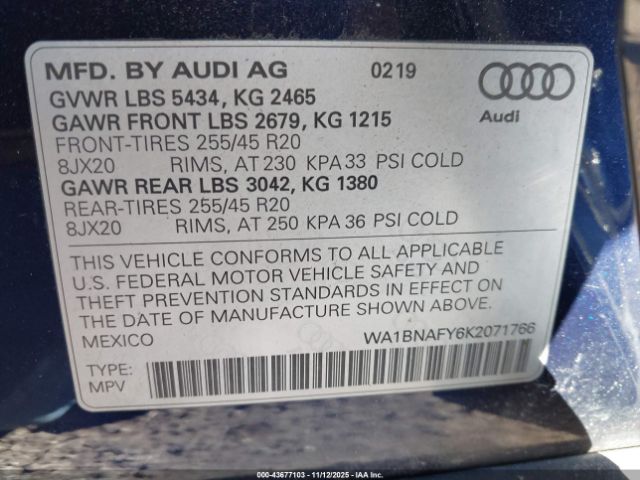 MFD. BY AUDI AG 0219
GVWR LBS 5434, KG 2465
GAWR FRONT LBS 2679, KG 1215
FRONT-TIRES 255/45 R20
8JX20 RIMS, AT 230 KPA 33 PSI COLD
GAWR REAR LBS 3042, KG 1380
REAR-TIRES 255/45 R20
8JX20 RIMS, AT 250 KPA 36 PSI COLD
Audi
THIS VEHICLE CONFORMS TO ALL APPLICABLE
U.S. FEDERAL MOTOR VEHICLE SAFETY AND
THEFT PREVENTION STANDARDS IN EFFECT ON
THE DATE OF MANUFACTURE SHOWN ABOVE.
MEXICO WA1BNAFY6K2071766
TYPE:
MPV
000-43677103 - 11/12/2025 - IAA Inc.